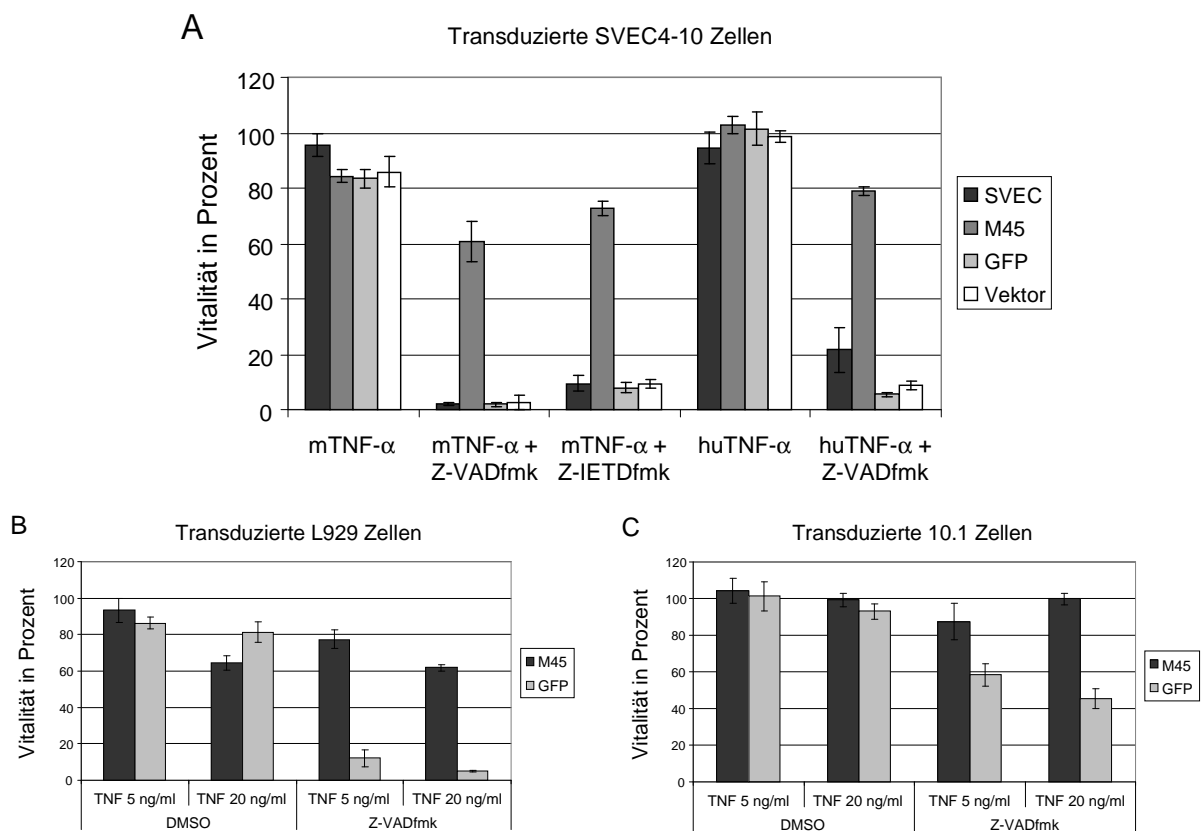 A
Transduzierte SVEC4-10 Zellen
Vitalität in Prozent
120
100
80
60
40
20
0
mTNF-α
mTNF-α +
Z-VADfmk
mTNF-α +
Z-IETDfmk
huTNF-α
huTNF-α +
Z-VADfmk
SVEC
M45
GFP
Vektor
B
Transduzierte L929 Zellen
Vitalität in Prozent
120
100
80
60
40
20
0
TNF 5 ng/ml TNF 20 ng/ml TNF 5 ng/ml TNF 20 ng/ml
DMSO Z-VADfmk
M45
GFP
C
Transduzierte 10.1 Zellen
Vitalität in Prozent
120
100
80
60
40
20
0
TNF 5 ng/ml TNF 20 ng/ml TNF 5 ng/ml TNF 20 ng/ml
DMSO Z-VADfmk
M45
GFP